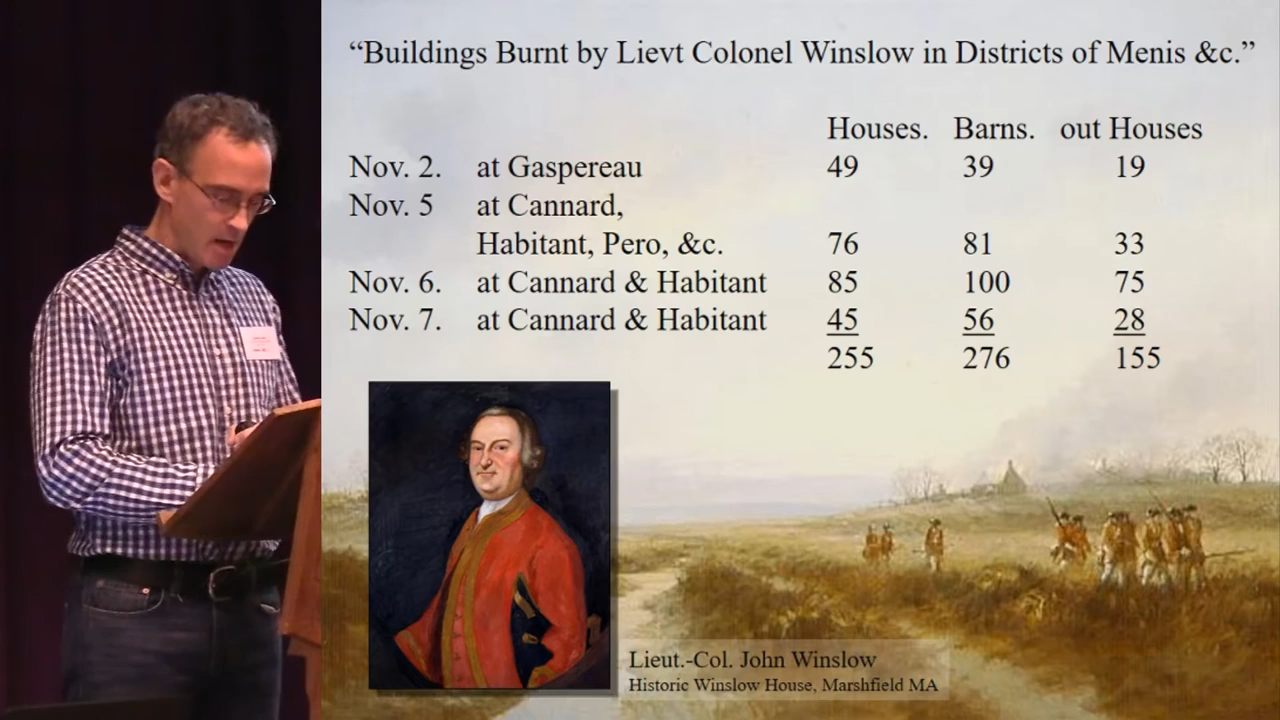 “Buildings Burnt by Lievt Colonel Winslow in Districts of Menis &c.”
Houses. Barns. out Houses
Nov. 2. at Gaspereau 49 39 19
Nov. 5 at Cannard,
Habitant, Pero, &c. 76 81 33
Nov. 6. at Cannard & Habitant 85 100 75
Nov. 7. at Cannard & Habitant 45 56 28
255 276 155
Lieut.-Col. John Winslow
Historic Winslow House, Marshfield MA